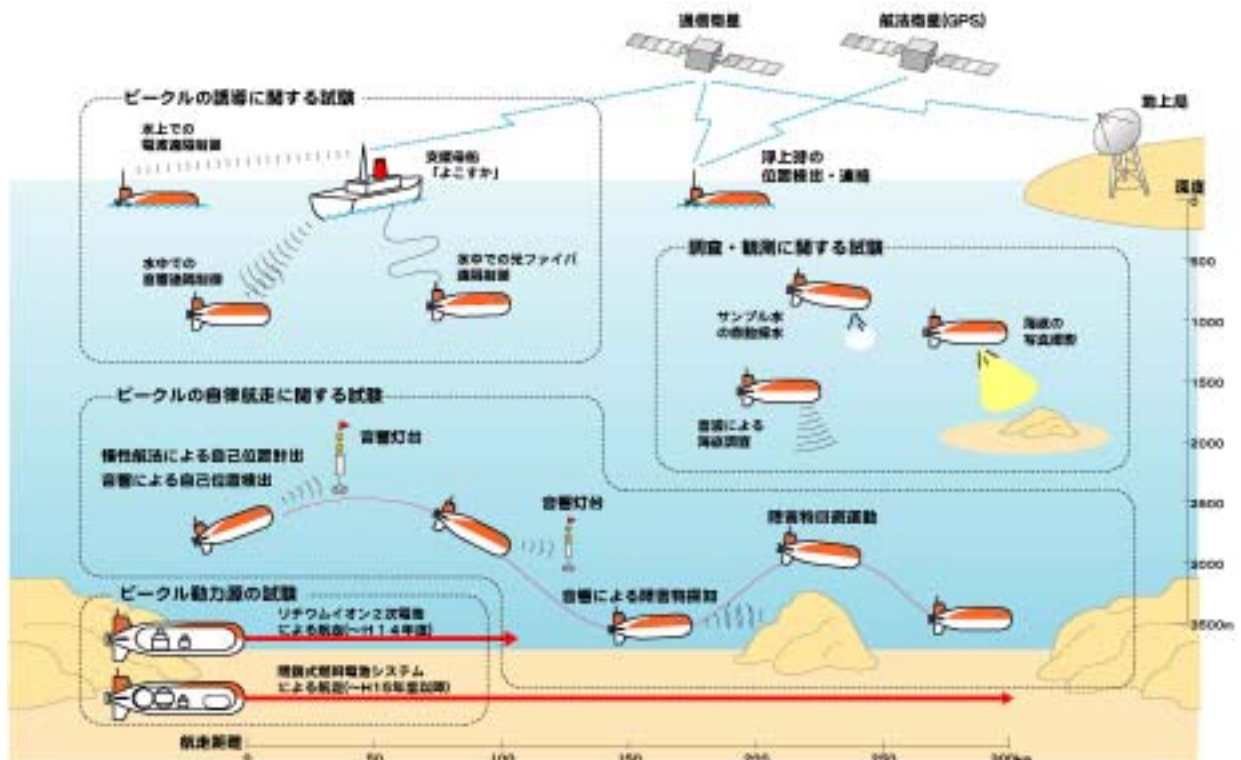 通信衛星
航法衛星(GPS)
地上局
ビークルの誘導に関する試験
水上での
電波遠隔制御
支援母船
「よこすか」
浮上時の
位置検出・連絡
深度
0
水中での
音響遠隔制御
水中での光ファイバ
遠隔制御
調査・観測に関する試験
500
サンプル水
の自動採水
海底の
写真撮影
1000
1500
音波による
海底調査
2000
ビークルの自律航走に関する試験
音響灯台
慣性航法による自己位置計出
音響による自己位置検出
2500
音響灯台
障害物回避運動
3000
音響による障害物探知
3500m
ビークル動力源の試験
リチウムイオン2次電池
による航走(～H14年度)
閉鎖式燃料電池システム
による航走(～H15年度以降)
航走距離
0
50
100
150
200
250
300km